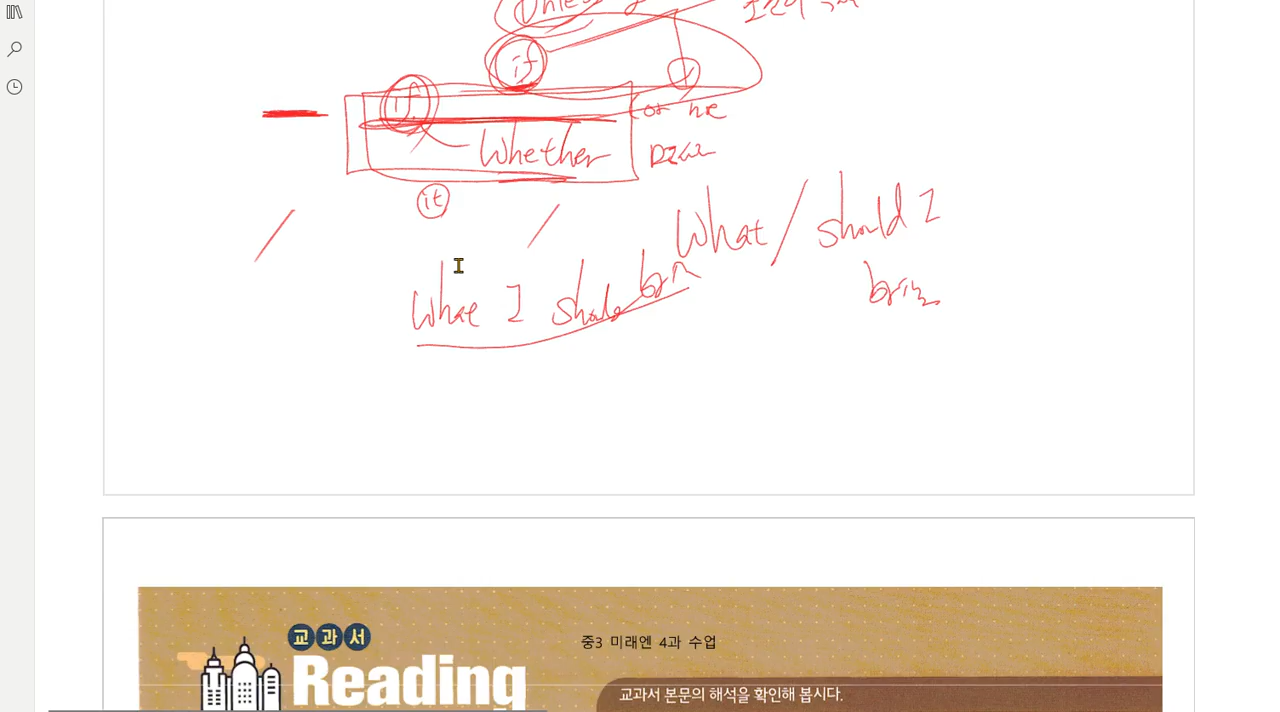 if
if
or not
Whether
it
What / should I
bring
What I should
교과서
Reading
중3 미래엔 4과 수업
교과서 본문의 해석을 확인해 봅시다.